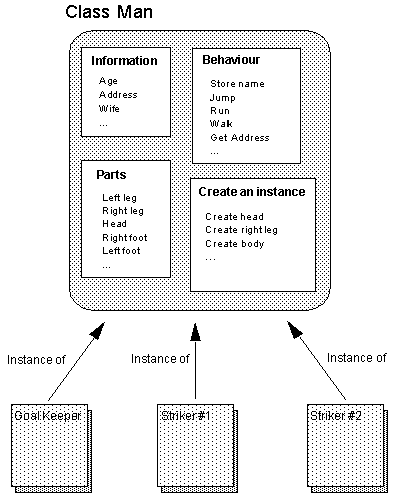 Class Man
Information
Age
Address
Wife
...
Behaviour
Store name
Jump
Run
Walk
Get Address
...
Parts
Left leg
Right leg
Head
Right foot
Left foot
...
Create an instance
Create head
Create right leg
Create body
...
Instance of
Instance of
Instance of
Goal Keeper
Striker #1
Striker #2